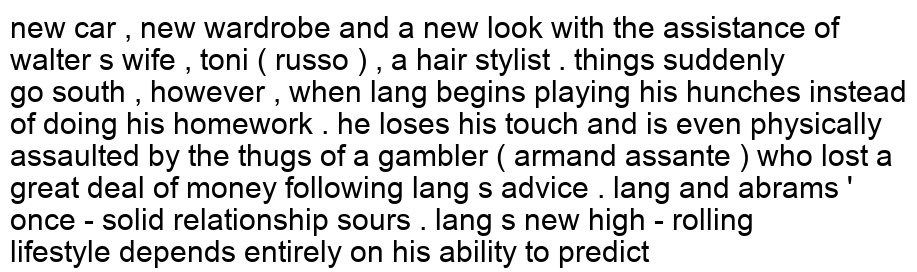 new car , new wardrobe and a new look with the assistance of
walter s wife , toni ( russo ) , a hair stylist . things suddenly
go south , however , when lang begins playing his hunches instead
of doing his homework . he loses his touch and is even physically
assaulted by the thugs of a gambler ( armand assante ) who lost a
great deal of money following lang s advice . lang and abrams '
once - solid relationship sours . lang s new high - rolling
lifestyle depends entirely on his ability to predict